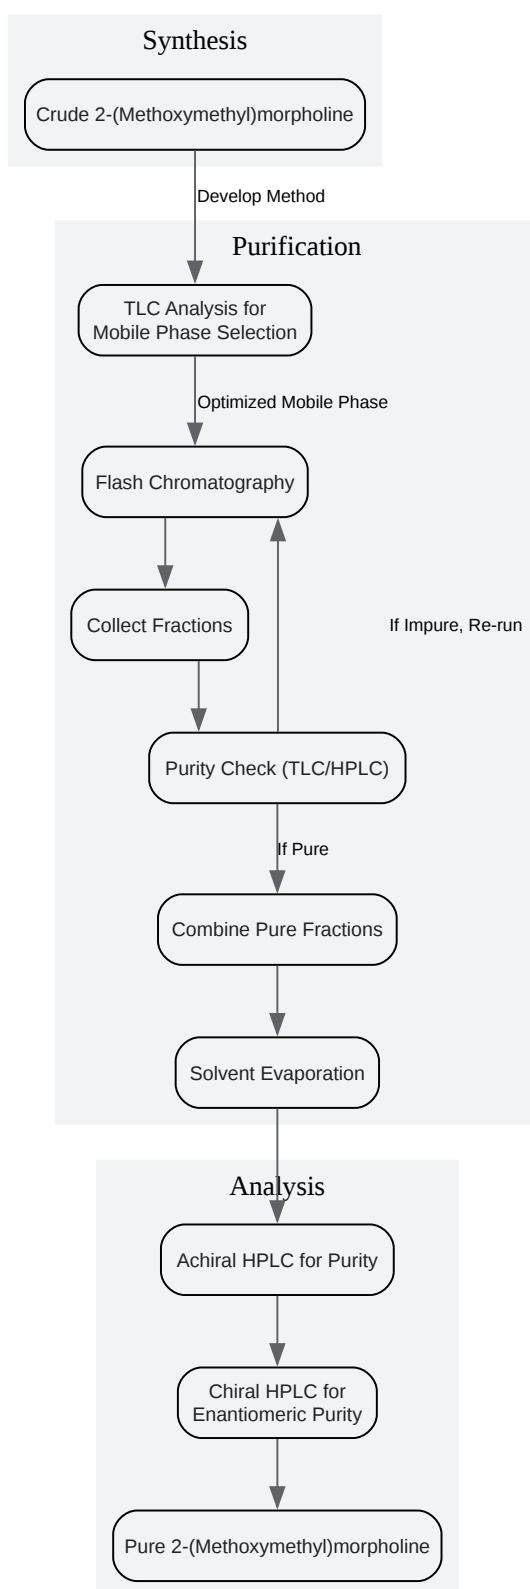 Synthesis
Crude 2-(Methoxymethyl)morpholine
Develop Method
Purification
TLC Analysis for
Mobile Phase Selection
Optimized Mobile Phase
Flash Chromatography
Collect Fractions
If Impure, Re-run
Purity Check (TLC/HPLC)
If Pure
Combine Pure Fractions
Solvent Evaporation
Analysis
Achiral HPLC for Purity
Chiral HPLC for
Enantiomeric Purity
Pure 2-(Methoxymethyl)morpholine